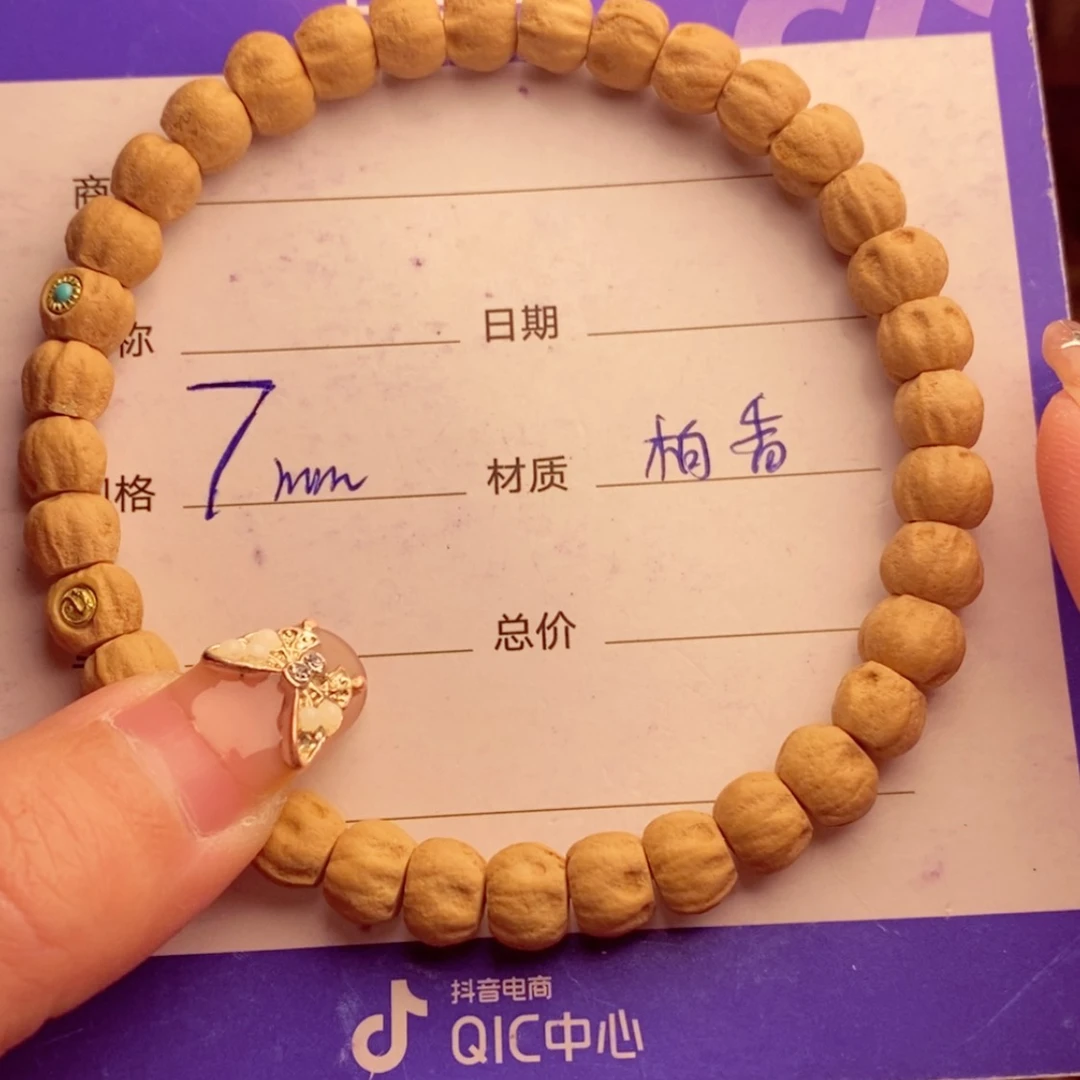 商
称 日期
格 7mm 材质 柏香
总价
抖音电商
QIC中心